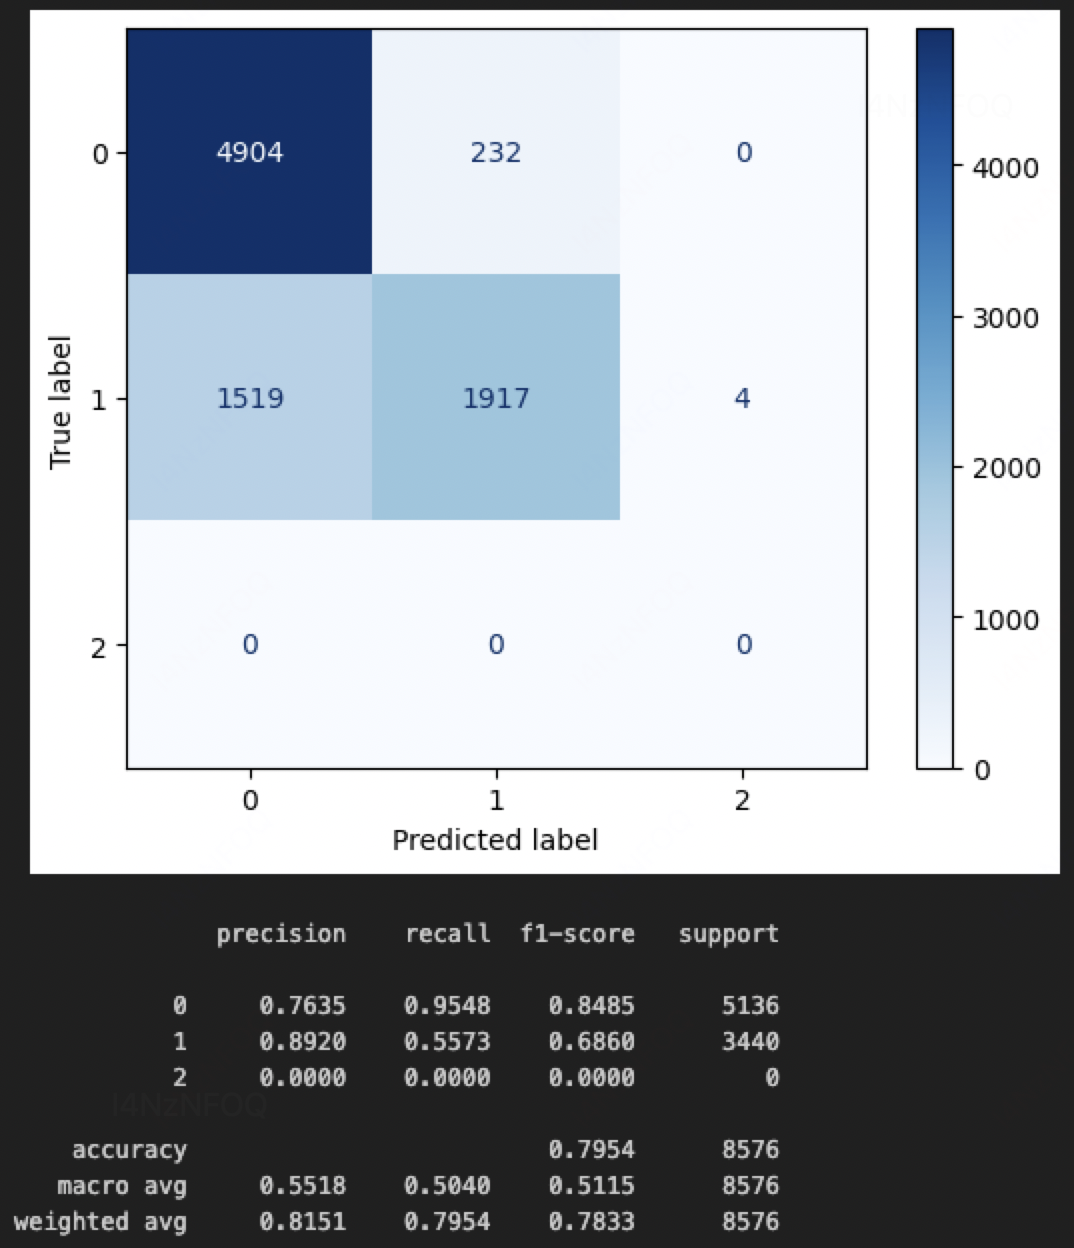 0 4904 232 0
1 1519 1917 4
2 0 0 0
0 1 2
Predicted label
True label
4000
3000
2000
1000
0
precision recall f1-score support
0 0.7635 0.9548 0.8485 5136
1 0.8920 0.5573 0.6860 3440
2 0.0000 0.0000 0.0000 0
I4NzNFOQ
accuracy 0.7954 8576
macro avg 0.5518 0.5040 0.5115 8576
weighted avg 0.8151 0.7954 0.7833 8576